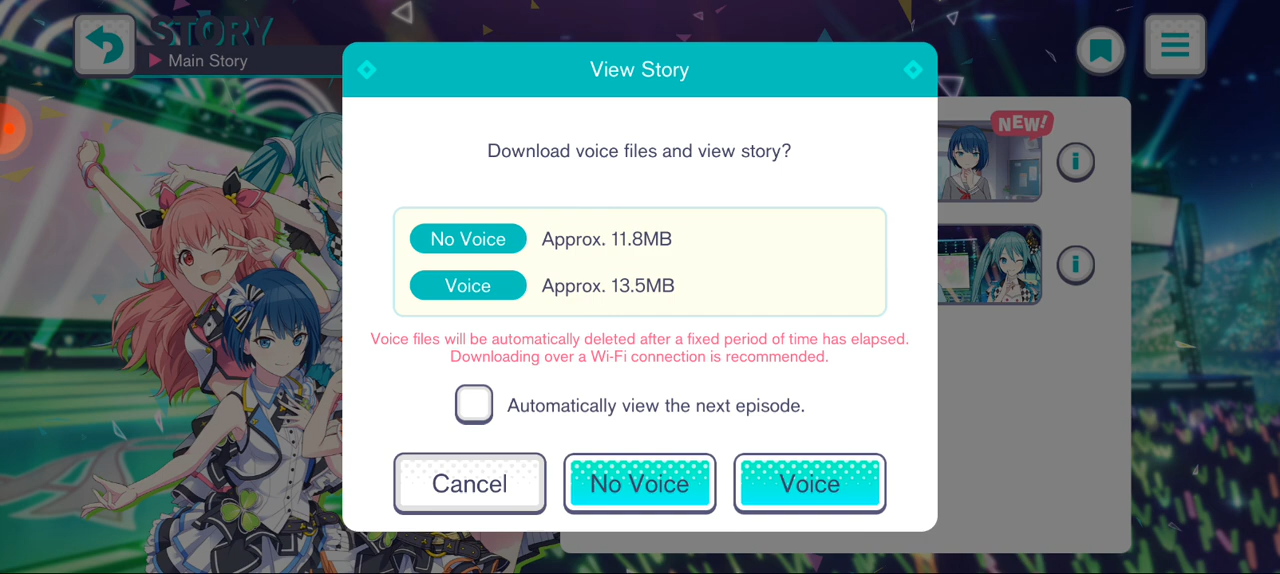 STORY
Main Story
View Story
Download voice files and view story?
No Voice Approx. 11.8MB
Voice Approx. 13.5MB
Voice files will be automatically deleted after a fixed period of time has elapsed.
Downloading over a Wi-Fi connection is recommended.
Automatically view the next episode.
Cancel
No Voice
Voice
NEW!